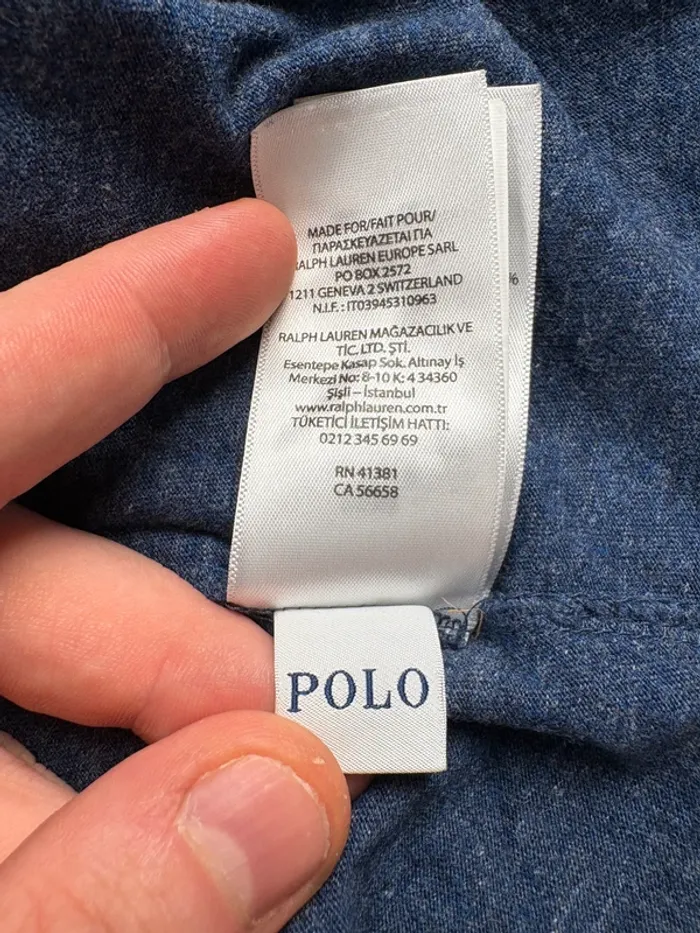 MADE FOR/FAIT POUR/
ΠΑΡΑΣΚΕΥΑΖΕΤΑΙ ΓΙΑ
RALPH LAUREN EUROPE SARL
PO BOX 2572
1211 GENEVA 2 SWITZERLAND
N.I.F. : IT03945310963
RALPH LAUREN MAĞAZACILIK VE
TİC. LTD. ŞTİ.
Esentepe Kasap Sok. Altınay İş
Merkezi No: 8-10 K: 4 34360
Şişli – İstanbul
www.ralphlauren.com.tr
TÜKETİCİ İLETİŞİM HATTI:
0212 345 69 69
RN 41381
CA 56658
%
POLO